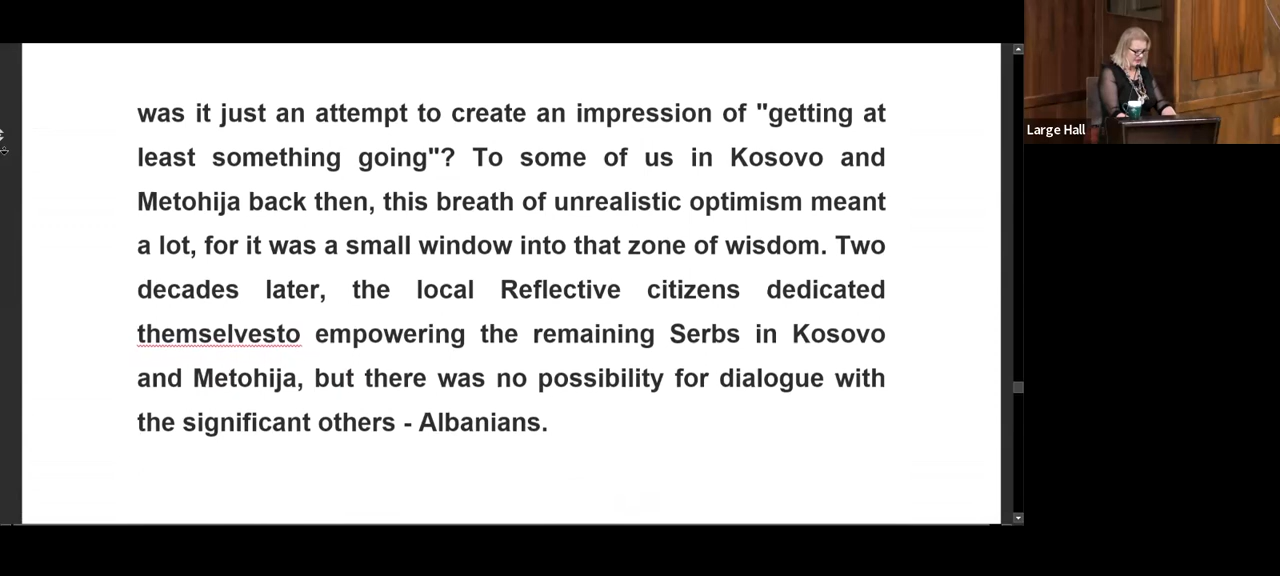 was it just an attempt to create an impression of "getting at
least something going"? To some of us in Kosovo and
Metohija back then, this breath of unrealistic optimism meant
a lot, for it was a small window into that zone of wisdom. Two
decades later, the local Reflective citizens dedicated
themselvesto empowering the remaining Serbs in Kosovo
and Metohija, but there was no possibility for dialogue with
the significant others - Albanians.
Large Hall